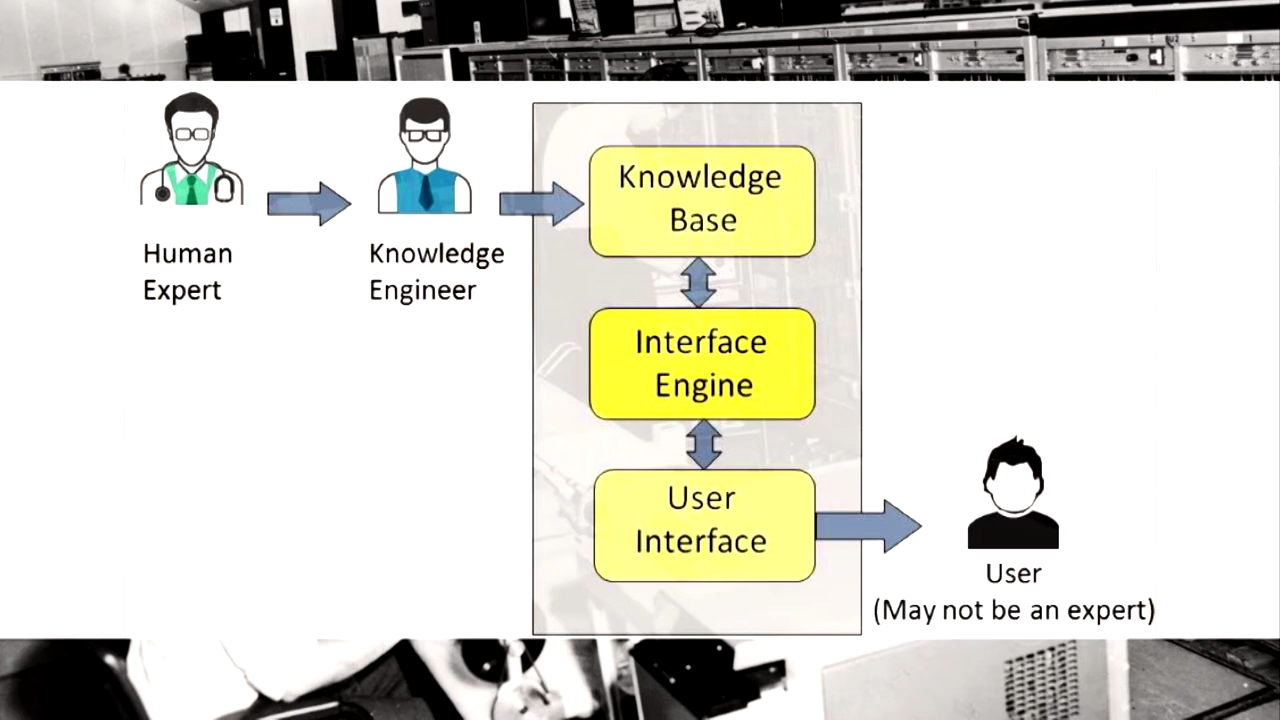 Human
Expert
Knowledge
Engineer
Knowledge
Base
Interface
Engine
User
Interface
User
(May not be an expert)